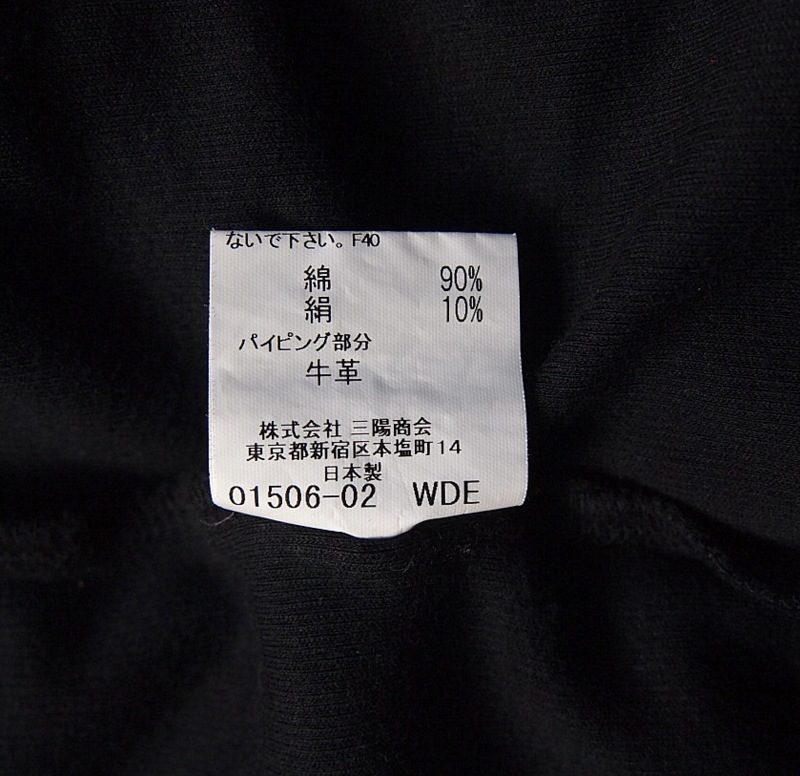 ないで下さい。F40
綿 90%
絹 10%
パイピング部分
牛革
株式会社 三陽商会
東京都新宿区本塩町14
日本製
01506-02 WDE